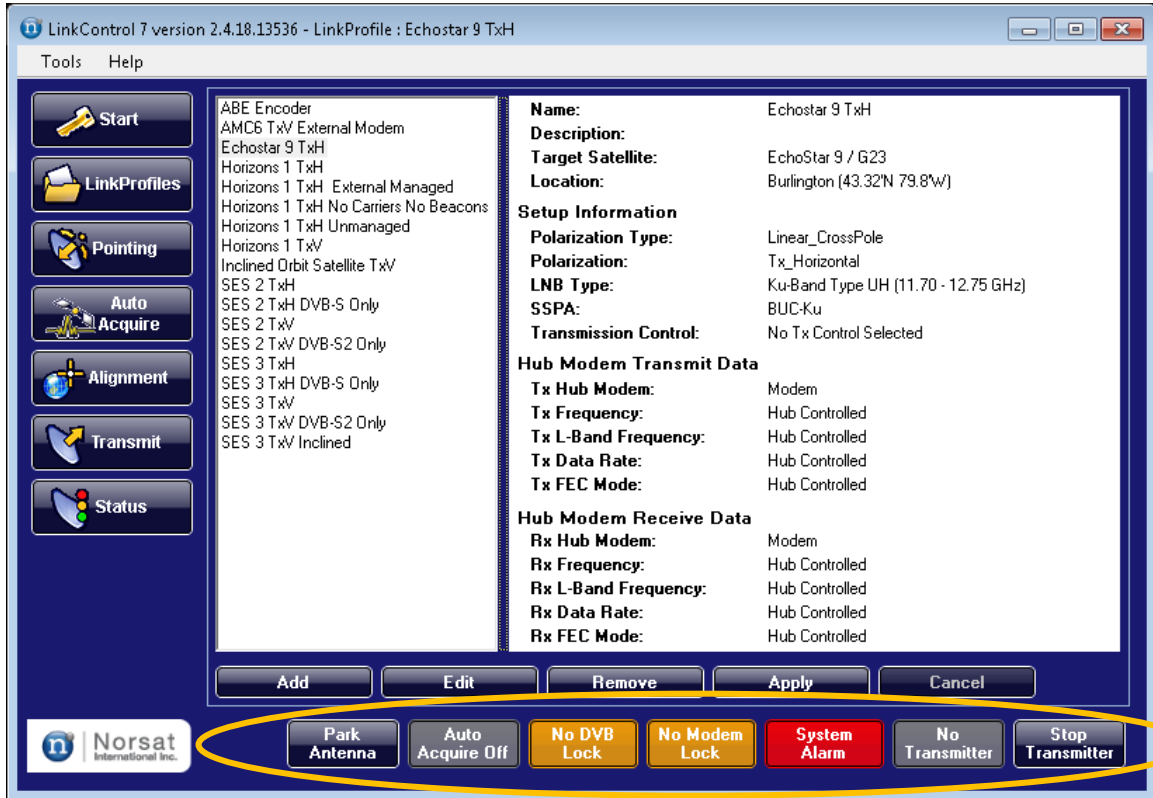 LinkControl 7 version 2.4.18.13536 - LinkProfile : Echostar 9 TxH
Tools Help
Start
LinkProfiles
Pointing
Auto
Acquire
Alignment
Transmit
Status
ABE Encoder
AMC6 TxV External Modem
Echostar 9 TxH
Horizons 1 TxH
Horizons 1 TxH External Managed
Horizons 1 TxH No Carriers No Beacons
Horizons 1 TxH Unmanaged
Horizons 1 TxV
Inclined Orbit Satellite TxV
SES 2 TxH
SES 2 TxH DVB-S Only
SES 2 TxV
SES 2 TxV DVB-S2 Only
SES 3 TxH
SES 3 TxH DVB-S Only
SES 3 TxV
SES 3 TxV DVB-S2 Only
SES 3 TxV Inclined
Name: Echostar 9 TxH
Description:
Target Satellite: EchoStar 9 / G23
Location: Burlington (43.32'N 79.8'W)
Setup Information
Polarization Type: Linear_CrossPole
Polarization: Tx_Horizontal
LNB Type: Ku-Band Type UH (11.70 - 12.75 GHz)
SSPA: BUC-Ku
Transmission Control: No Tx Control Selected
Hub Modem Transmit Data
Tx Hub Modem: Modem
Tx Frequency: Hub Controlled
Tx L-Band Frequency: Hub Controlled
Tx Data Rate: Hub Controlled
Tx FEC Mode: Hub Controlled
Hub Modem Receive Data
Rx Hub Modem: Modem
Rx Frequency: Hub Controlled
Rx L-Band Frequency: Hub Controlled
Rx Data Rate: Hub Controlled
Rx FEC Mode: Hub Controlled
Add Edit Remove Apply Cancel
n Norsat
International Inc.
Park
Antenna
Auto
Acquire Off
No DVB
Lock
No Modem
Lock
System
Alarm
No
Transmitter
Stop
Transmitter